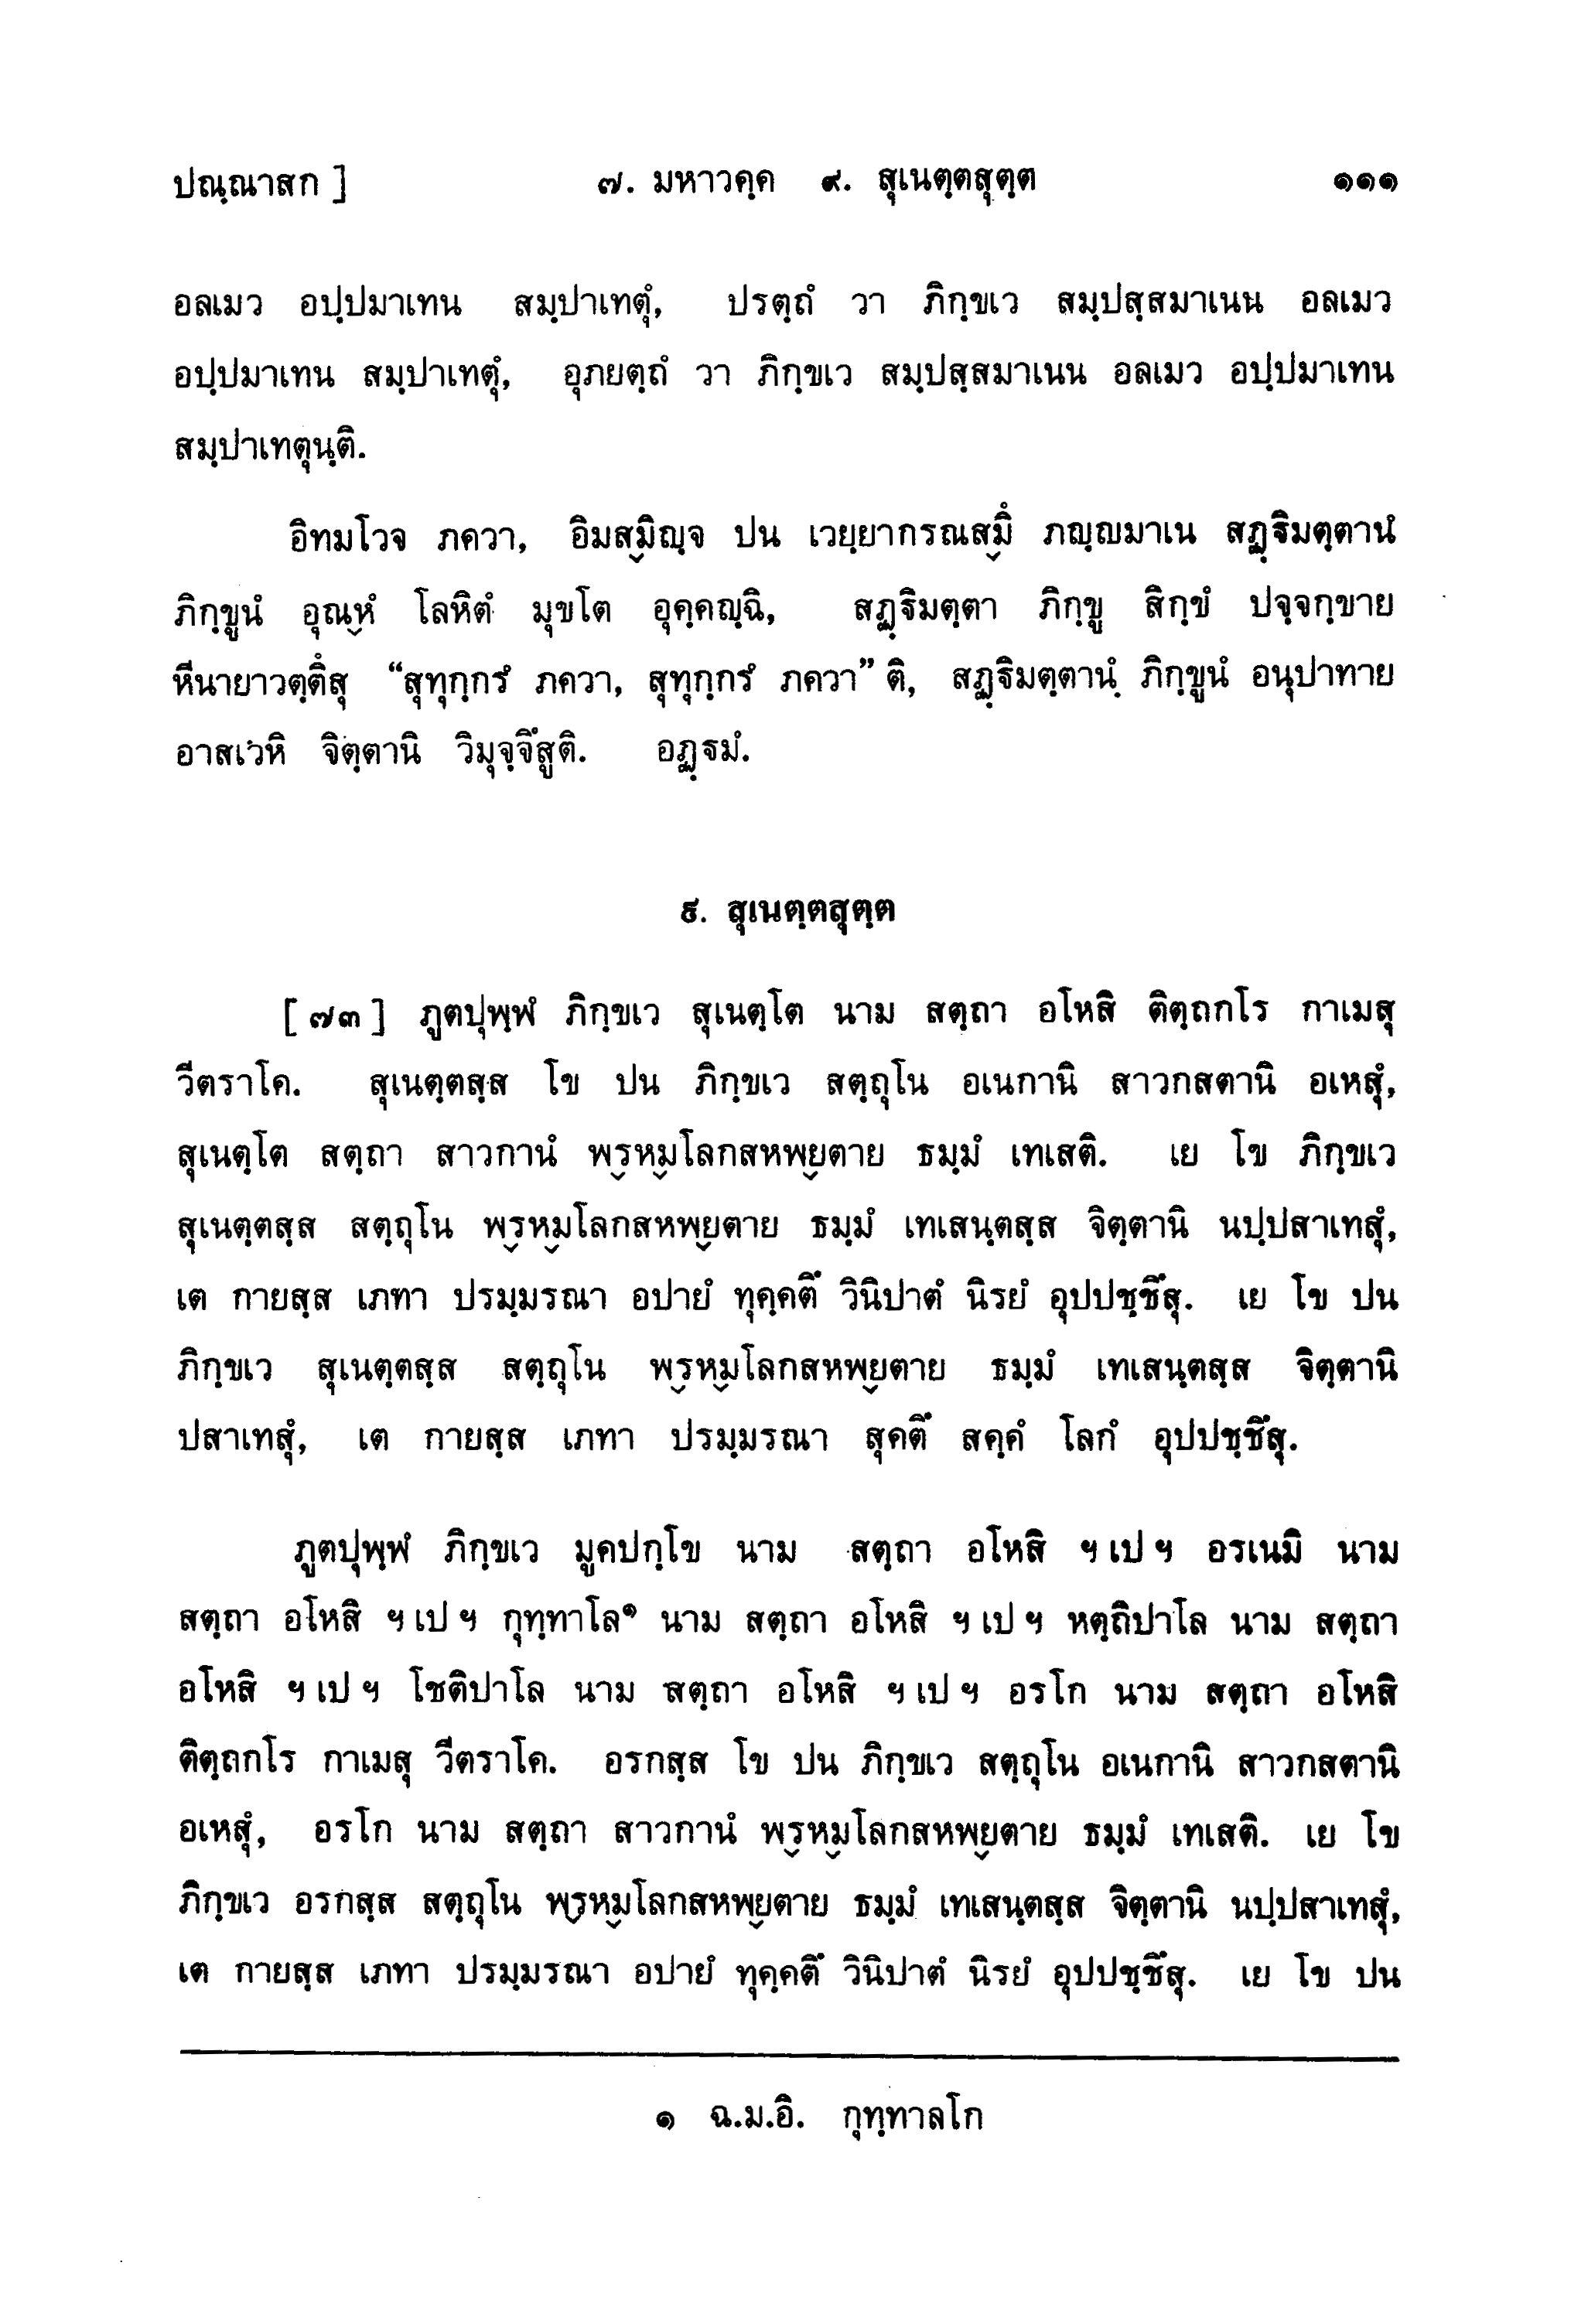 ปณฺณาสก ] ๗. มหาวคฺค ๙. สุเนตฺตสุตฺต ๑๑๑
อลเมว อปฺปมาเทน สมฺปาเทตุํ, ปรตฺถํ วา ภิกฺขเว สมฺปสฺสมาเนน อลเมว
อปฺปมาเทน สมฺปาเทตุํ, อุภยตฺถํ วา ภิกฺขเว สมฺปสฺสมาเนน อลเมว อปฺปมาเทน
สมฺปาเทตุนฺติ.
อิทมโวจ ภควา, อิมสฺมิญฺจ ปน เวยฺยากรณสฺมึ ภญฺญมาเน สฏฺฐิมตฺตานํ
ภิกฺขูนํ อุณฺหํ โลหิตํ มุขโต อุคฺคญฺฉิ, สฏฺฐิมตฺตา ภิกฺขู สิกฺขํ ปจฺจกฺขาย
หีนายาวตฺตึสุ “สุทุกฺกรํ ภควา, สุทุกฺกรํ ภควา” ติ, สฏฺฐิมตฺตานํ ภิกฺขูนํ อนุปาทาย
อาสเวหิ จิตฺตานิ วิมุจฺจึสูติ. อฏฺฐมํ.
๙. สุเนตฺตสุตฺต
[ ๗๓ ] ภูตปุพฺพํ ภิกฺขเว สุเนตฺโต นาม สตฺถา อโหสิ ติตฺถกโร กาเมสุ
วีตราโค. สุเนตฺตสฺส โข ปน ภิกฺขเว สตฺถุโน อเนกานิ สาวกสตานิ อเหสุํ,
สุเนตฺโต สตฺถา สาวกานํ พฺรหฺมโลกสหพฺยตาย ธมฺมํ เทเสติ. เย โข ภิกฺขเว
สุเนตฺตสฺส สตฺถุโน พฺรหฺมโลกสหพฺยตาย ธมฺมํ เทเสนฺตสฺส จิตฺตานิ นปฺปสาเทสุํ,
เต กายสฺส เภทา ปรมฺมรณา อปายํ ทุคฺคตึ วินิปาตํ นิรยํ อุปปชฺชึสุ. เย โข ปน
ภิกฺขเว สุเนตฺตสฺส สตฺถุโน พฺรหฺมโลกสหพฺยตาย ธมฺมํ เทเสนฺตสฺส จิตฺตานิ
ปสาเทสุํ, เต กายสฺส เภทา ปรมฺมรณา สุคตึ สคฺคํ โลกํ อุปปชฺชึสุ.
ภูตปุพฺพํ ภิกฺขเว มูคปกฺโข นาม สตฺถา อโหสิ ฯ เป ฯ อรเนมิ นาม
สตฺถา อโหสิ ฯ เป ฯ กุทฺทาโล๑ นาม สตฺถา อโหสิ ฯ เป ฯ หตฺถิปาโล นาม สตฺถา
อโหสิ ฯ เป ฯ โชติปาโล นาม สตฺถา อโหสิ ฯ เป ฯ อรโก นาม สตฺถา อโหสิ
ติตฺถกโร กาเมสุ วีตราโค. อรกสฺส โข ปน ภิกฺขเว สตฺถุโน อเนกานิ สาวกสตานิ
อเหสุํ, อรโก นาม สตฺถา สาวกานํ พฺรหฺมโลกสหพฺยตาย ธมฺมํ เทเสติ. เย โข
ภิกฺขเว อรกสฺส สตฺถุโน พฺรหฺมโลกสหพฺยตาย ธมฺมํ เทเสนฺตสฺส จิตฺตานิ นปฺปสาเทสุํ,
เต กายสฺส เภทา ปรมฺมรณา อปายํ ทุคฺคตึ วินิปาตํ นิรยํ อุปปชฺชึสุ. เย โข ปน
๑ ฉ.ม.อิ. กุทฺทาลโก